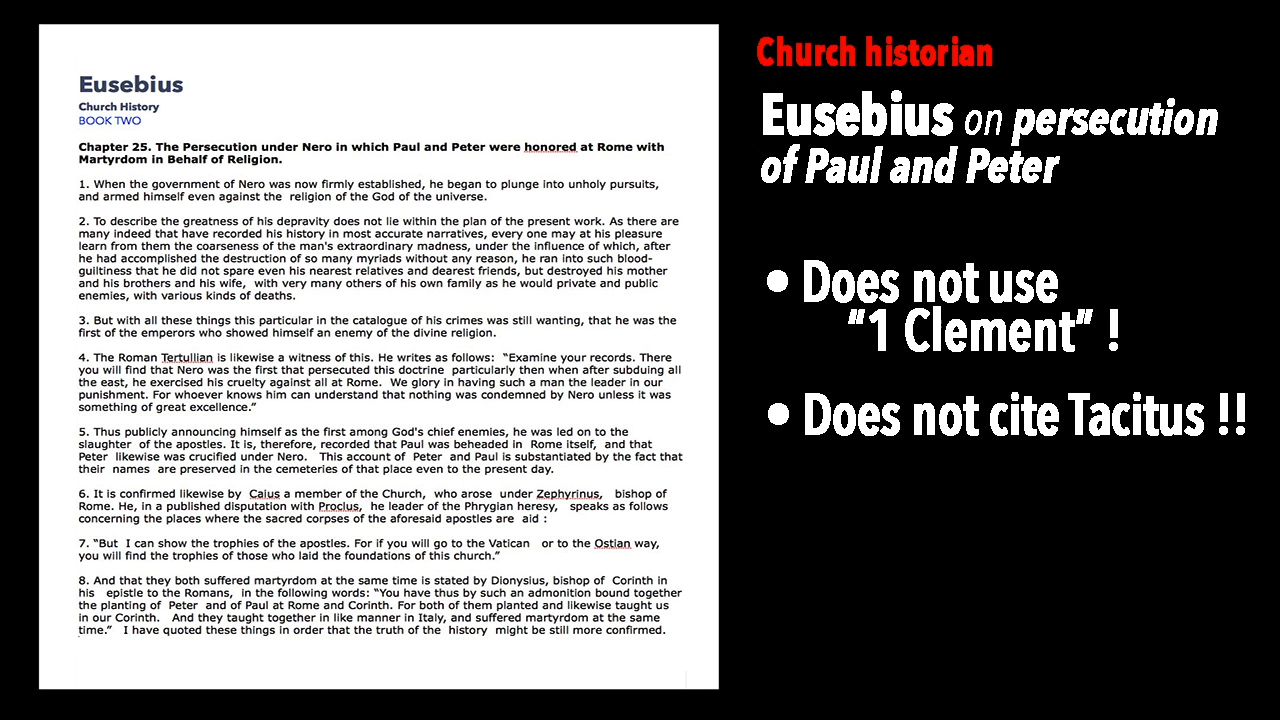 Eusebius
Church History
BOOK TWO
Chapter 25. The Persecution under Nero in which Paul and Peter were honored at Rome with
Martyrdom in Behalf of Religion.
1. When the government of Nero was now firmly established, he began to plunge into unholy pursuits,
and armed himself even against the religion of the God of the universe.
2. To describe the greatness of his depravity does not lie within the plan of the present work. As there are
many indeed that have recorded his history in most accurate narratives, every one may at his pleasure
learn from them the coarseness of the man's extraordinary madness, under the influence of which, after
he had accomplished the destruction of so many myriads without any reason, he ran into such blood-
guiltiness that he did not spare even his nearest relatives and dearest friends, but destroyed his mother
and his brothers and his wife, with very many others of his own family as he would private and public
enemies, with various kinds of deaths.
3. But with all these things this particular in the catalogue of his crimes was still wanting, that he was the
first of the emperors who showed himself an enemy of the divine religion.
4. The Roman Tertullian is likewise a witness of this. He writes as follows: “Examine your records. There
you will find that Nero was the first that persecuted this doctrine particularly then when after subduing all
the east, he exercised his cruelty against all at Rome. We glory in having such a man the leader in our
punishment. For whoever knows him can understand that nothing was condemned by Nero unless it was
something of great excellence.”
5. Thus publicly announcing himself as the first among God's chief enemies, he was led on to the
slaughter of the apostles. It is, therefore, recorded that Paul was beheaded in Rome itself, and that
Peter likewise was crucified under Nero. This account of Peter and Paul is substantiated by the fact that
their names are preserved in the cemeteries of that place even to the present day.
6. It is confirmed likewise by Caius a member of the Church, who arose under Zephyrinus, bishop of
Rome. He, in a published disputation with Proclus, he leader of the Phrygian heresy, speaks as follows
concerning the places where the sacred corpses of the aforesaid apostles are aid :
7. “But I can show the trophies of the apostles. For if you will go to the Vatican or to the Ostian way,
you will find the trophies of those who laid the foundations of this church.”
8. And that they both suffered martyrdom at the same time is stated by Dionysius, bishop of Corinth in
his epistle to the Romans, in the following words: “You have thus by such an admonition bound together
the planting of Peter and of Paul at Rome and Corinth. For both of them planted and likewise taught us
in our Corinth. And they taught together in like manner in Italy, and suffered martyrdom at the same
time.” I have quoted these things in order that the truth of the history might be still more confirmed.
Church historian
Eusebius on persecution
of Paul and Peter
• Does not use
“1 Clement” !
• Does not cite Tacitus !!